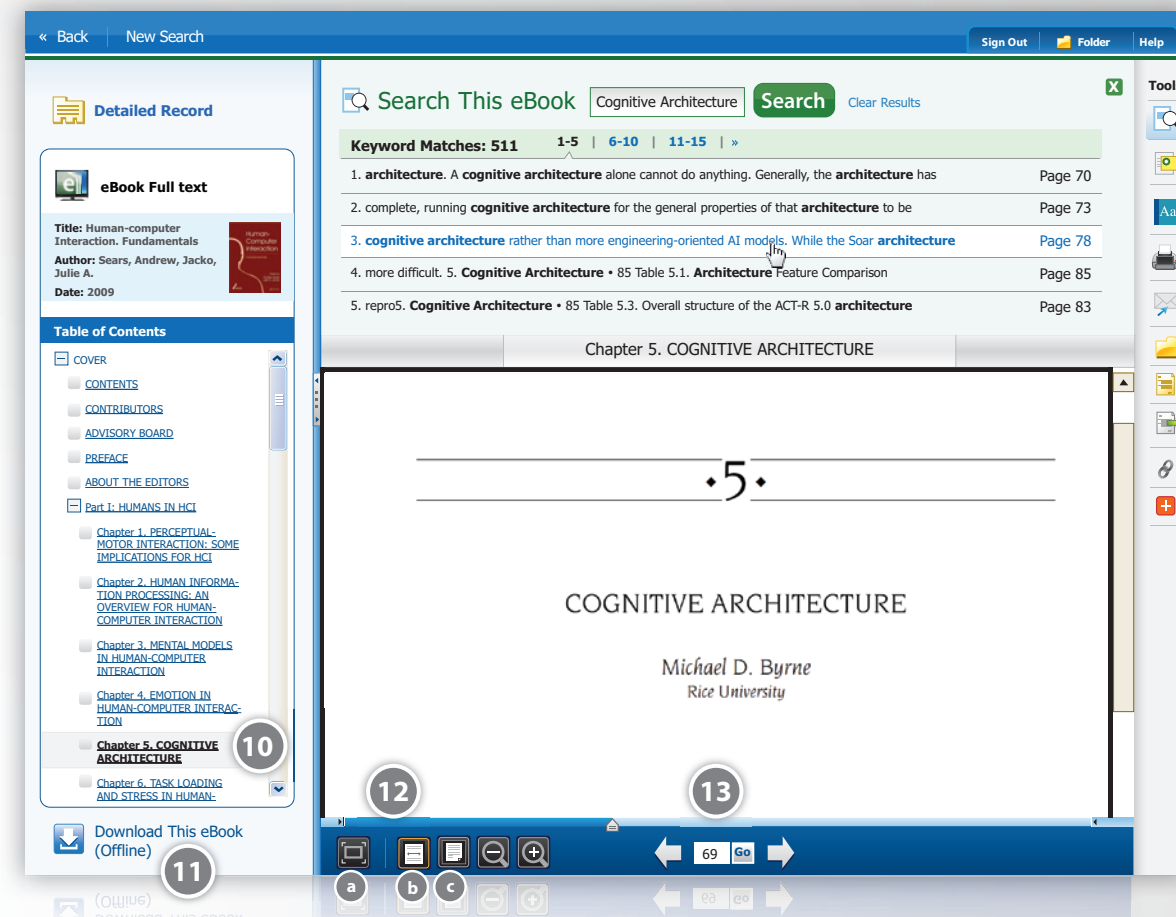 « Back
New Search
Sign Out
Folder
Help
Detailed Record
eBook Full text
Title: Human-computer
Interaction. Fundamentals
Author: Sears, Andrew, Jacko,
Julie A.
Date: 2009
Human-
Computer
Interaction
Table of Contents
COVER
CONTENTS
CONTRIBUTORS
ADVISORY BOARD
PREFACE
ABOUT THE EDITORS
Part I: HUMANS IN HCI
Chapter 1. PERCEPTUAL-
MOTOR INTERACTION: SOME
IMPLICATIONS FOR HCI
Chapter 2. HUMAN INFORMA-
TION PROCESSING: AN
OVERVIEW FOR HUMAN-
COMPUTER INTERACTION
Chapter 3. MENTAL MODELS
IN HUMAN-COMPUTER
INTERACTION
Chapter 4. EMOTION IN
HUMAN-COMPUTER INTERAC-
TION
Chapter 5. COGNITIVE
ARCHITECTURE
10
Chapter 6. TASK LOADING
AND STRESS IN HUMAN-
Download This eBook
(Offline)
11
Search This eBook
Cognitive Architecture
Search
Clear Results
X
Keyword Matches: 511
1-5 | 6-10 | 11-15 | »
1. architecture. A cognitive architecture alone cannot do anything. Generally, the architecture has Page 70
2. complete, running cognitive architecture for the general properties of that architecture to be Page 73
3. cognitive architecture rather than more engineering-oriented AI models. While the Soar architecture Page 78
4. more difficult. 5. Cognitive Architecture • 85 Table 5.1. Architecture Feature Comparison Page 85
5. repro5. Cognitive Architecture • 85 Table 5.3. Overall structure of the ACT-R 5.0 architecture Page 83
Chapter 5. COGNITIVE ARCHITECTURE
5
COGNITIVE ARCHITECTURE
Michael D. Byrne
Rice University
12
13
69 Go
a
b
c
Tool
Aa
(Offline)
69 Go